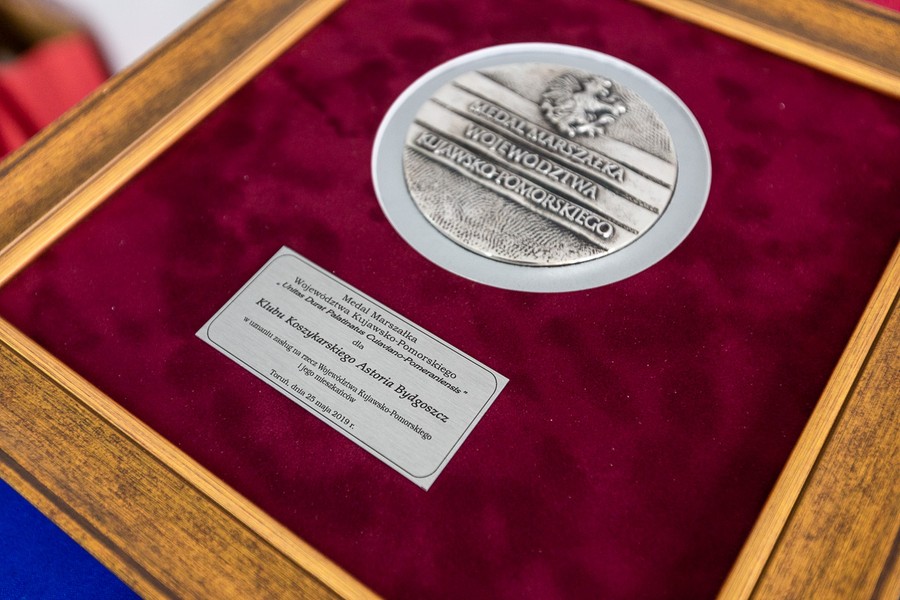 MEDAL MARSZAŁKA
WOJEWÓDZTWA
KUJAWSKO-POMORSKIEGO
Medal Marszałka
Województwa Kujawsko-Pomorskiego
„Unitas Durat Palatinatus Cuiaviano-Pomeraniensis”
dla
Klubu Koszykarskiego Astoria Bydgoszcz
w uznaniu zasług na rzecz Województwa Kujawsko-Pomorskiego
i jego mieszkańców
Toruń, dnia 25 maja 2019 r.